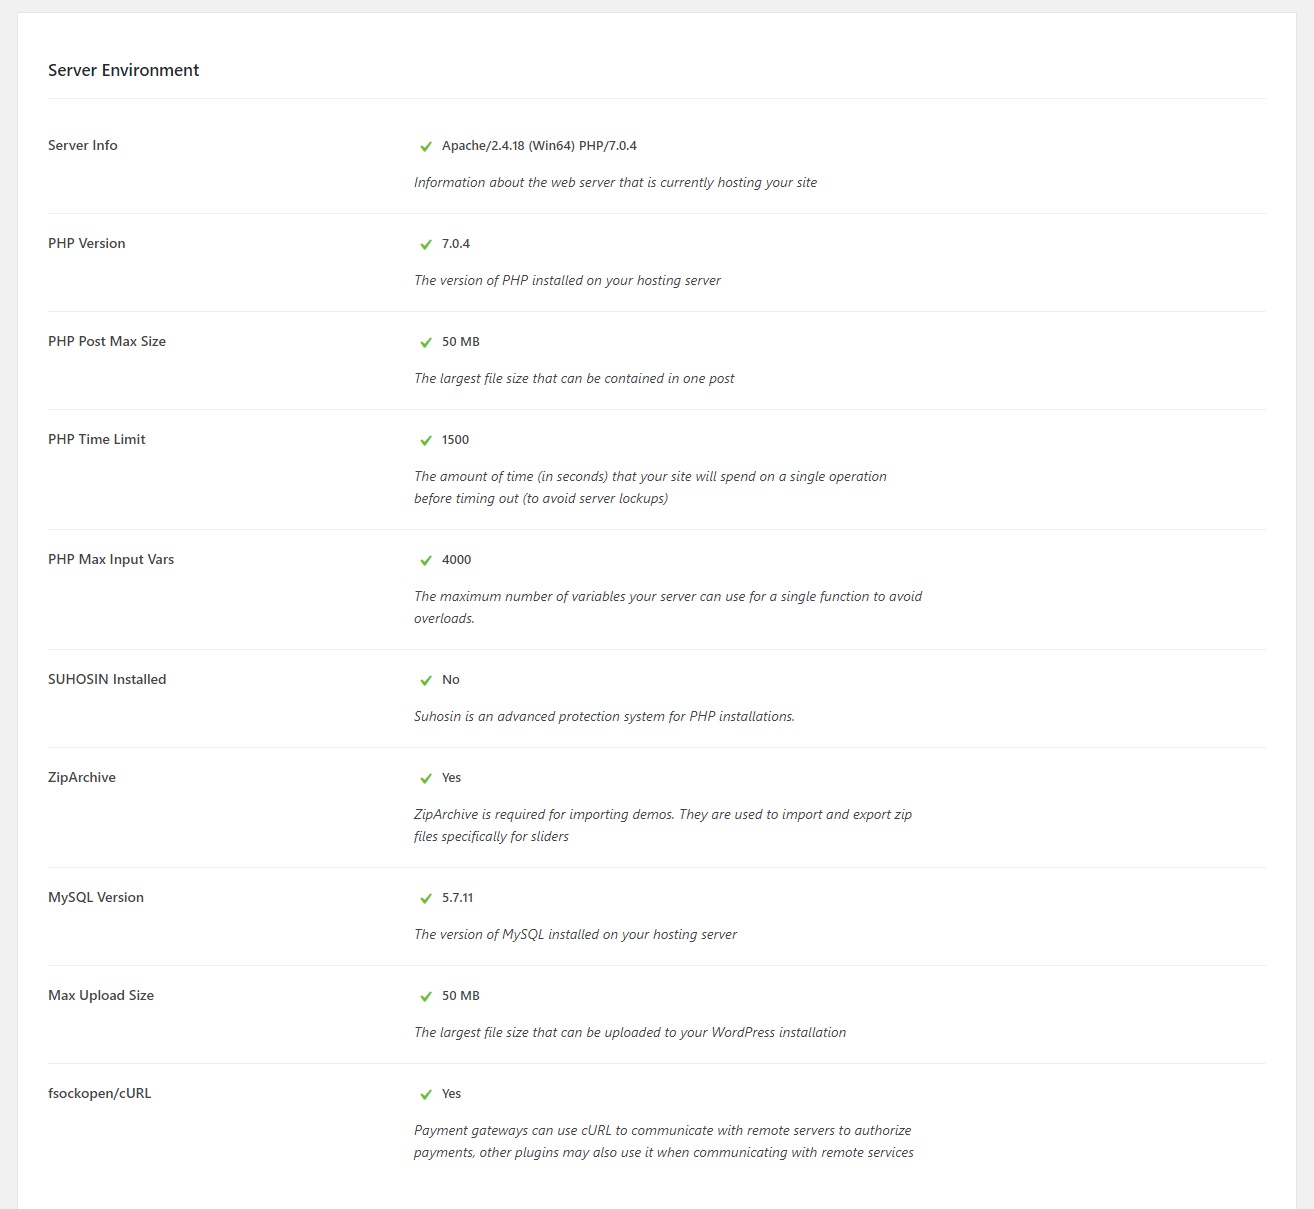 Server Environment
Server Info
Apache/2.4.18 (Win64) PHP/7.0.4
Information about the web server that is currently hosting your site
PHP Version
7.0.4
The version of PHP installed on your hosting server
PHP Post Max Size
50 MB
The largest file size that can be contained in one post
PHP Time Limit
1500
The amount of time (in seconds) that your site will spend on a single operation
before timing out (to avoid server lockups)
PHP Max Input Vars
4000
The maximum number of variables your server can use for a single function to avoid
overloads.
SUHOSIN Installed
No
Suhosin is an advanced protection system for PHP installations.
ZipArchive
Yes
ZipArchive is required for importing demos. They are used to import and export zip
files specifically for sliders
MySQL Version
5.7.11
The version of MySQL installed on your hosting server
Max Upload Size
50 MB
The largest file size that can be uploaded to your WordPress installation
fsockopen/cURL
Yes
Payment gateways can use cURL to communicate with remote servers to authorize
payments, other plugins may also use it when communicating with remote services